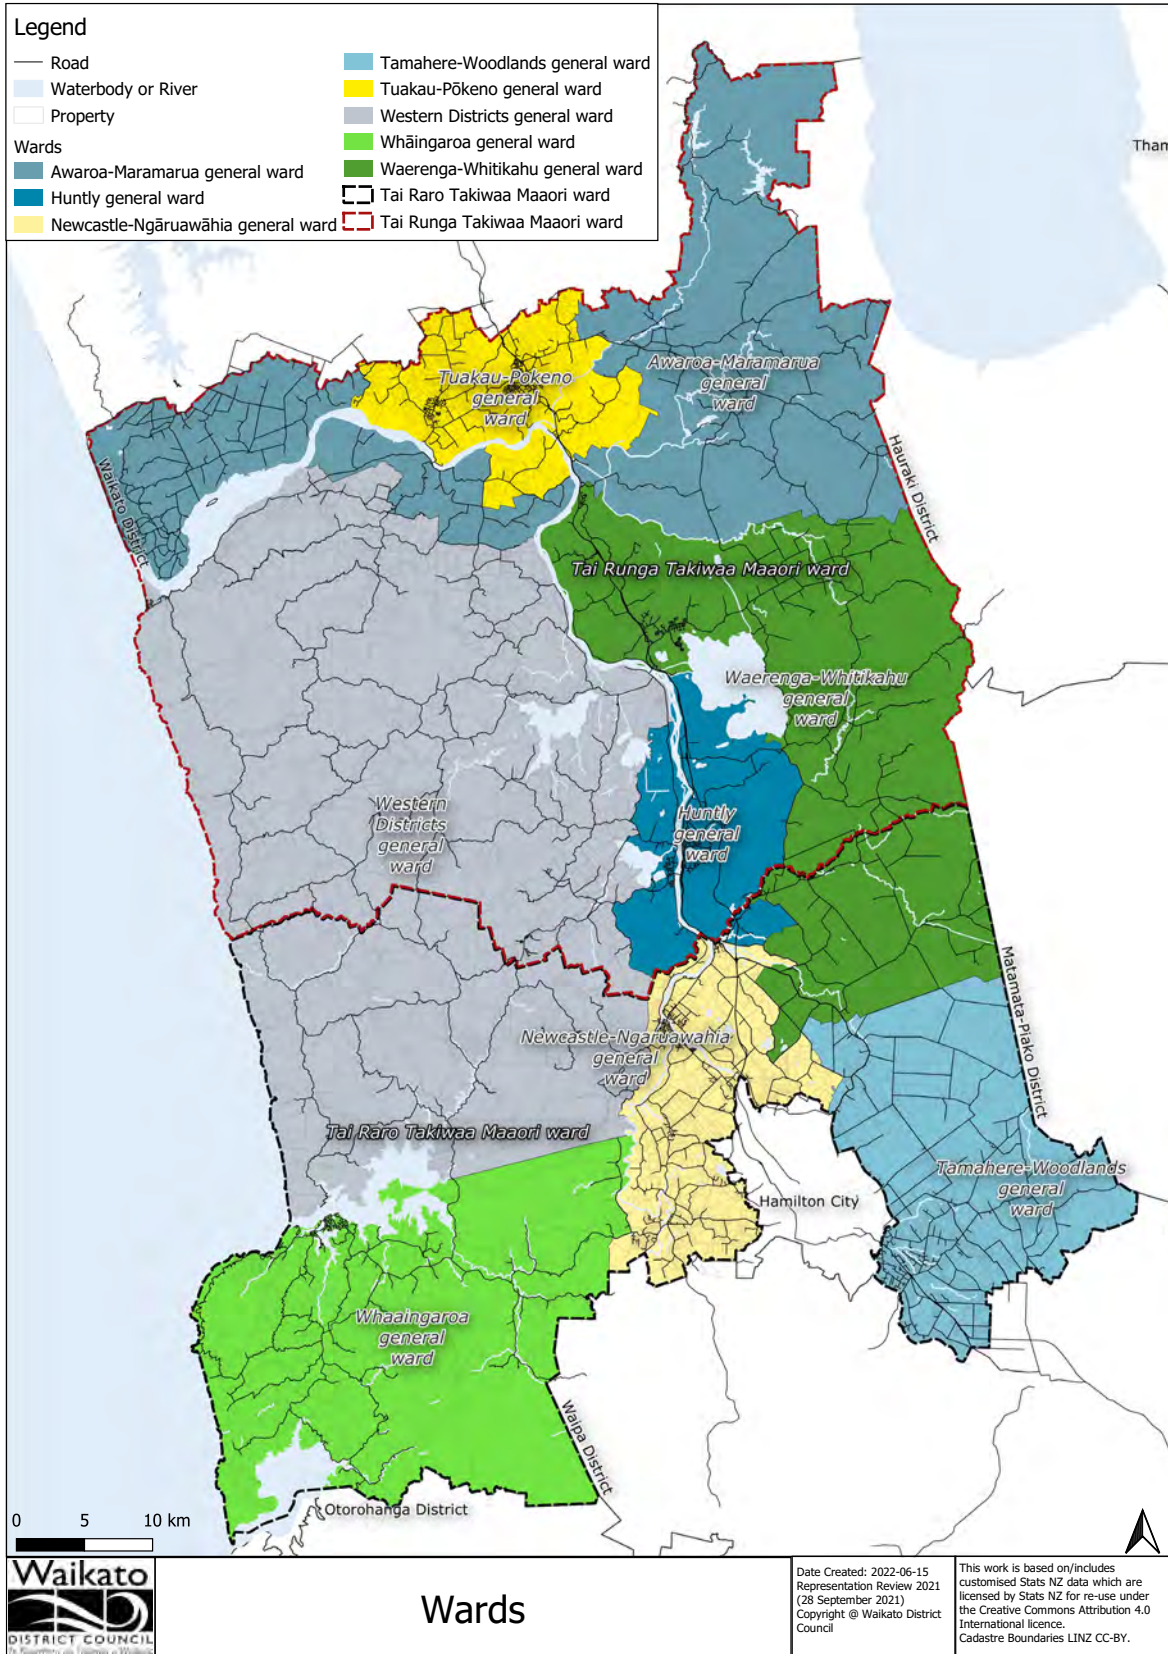 Legend
Road
Waterbody or River
Property
Wards
Awaroa-Maramarua general ward
Huntly general ward
Newcastle-Ngāruawāhia general ward
Tamahere-Woodlands general ward
Tuakau-Pōkeno general ward
Western Districts general ward
Whāingaroa general ward
Waerenga-Whitikahu general ward
Tai Raro Takiwaa Maaori ward
Tai Runga Takiwaa Maaori ward
Tham
Awaroa-Maramarua
general
ward
Tuakau-Pokeno
general
ward
Hauraki District
Waikato District
Tai Runga Takiwaa Maaori ward
Waerenga-Whitikahu
general
ward
Western
Districts
general
ward
Huntly
general
ward
Matamata-Piako District
Newcastle-Ngaruawahia
general
ward
Tai Raro Takiwaa Maaori ward
Tamahere-Woodlands
general
ward
Hamilton City
Whaaingaroa
general
ward
Waipa District
Otorohanga District
0 5 10 km
Waikato
DISTRICT COUNCIL
Wards
Date Created: 2022-06-15
Representation Review 2021
(28 September 2021)
Copyright @ Waikato District
Council
This work is based on/includes
customised Stats NZ data which are
licensed by Stats NZ for re-use under
the Creative Commons Attribution 4.0
International licence.
Cadastre Boundaries LINZ CC-BY.